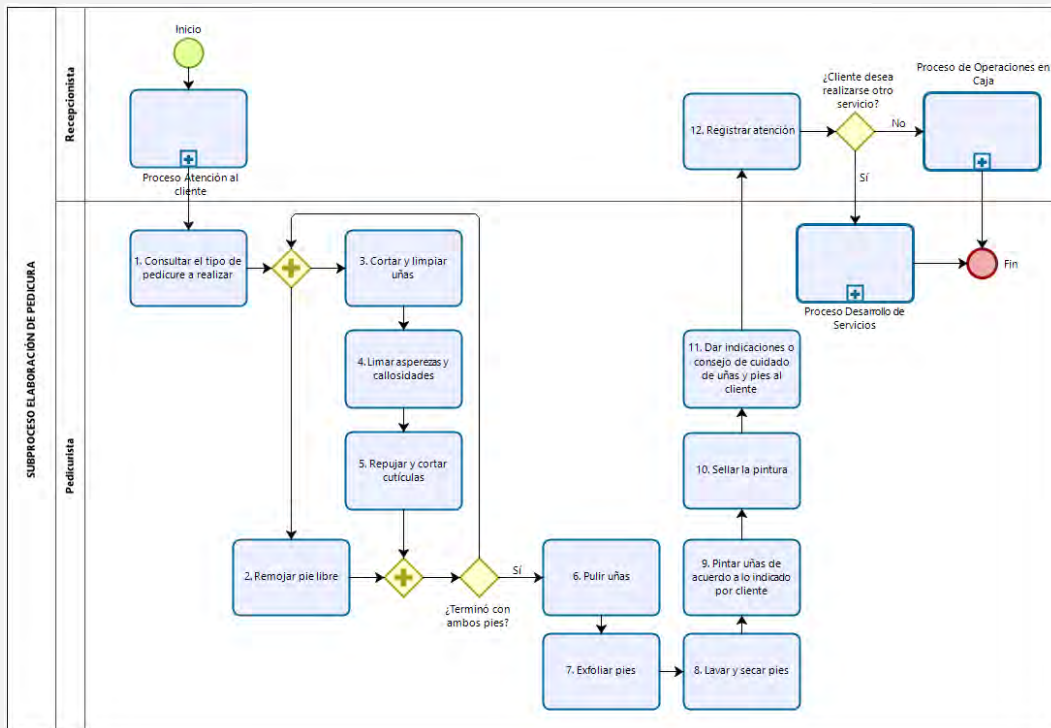 SUBPROCESO ELABORACIÓN DE PEDICURA
Recepcionista
Inicio
Proceso Atención al
cliente
12. Registrar atención
¿Cliente desea
realizarse otro
servicio?
No
Sí
Proceso de Operaciones en
Caja
Pedicurista
1. Consultar el tipo de
pedicure a realizar
3. Cortar y limpiar
uñas
4. Limar asperezas y
callosidades
5. Repujar y cortar
cutículas
2. Remojar pie libre
¿Terminó con
ambos pies?
Sí
6. Pulir uñas
7. Exfoliar pies
8. Lavar y secar pies
9. Pintar uñas de
acuerdo a lo indicado
por cliente
10. Sellar la pintura
11. Dar indicaciones o
consejo de cuidado
de uñas y pies al
cliente
Proceso Desarrollo de
Servicios
Fin